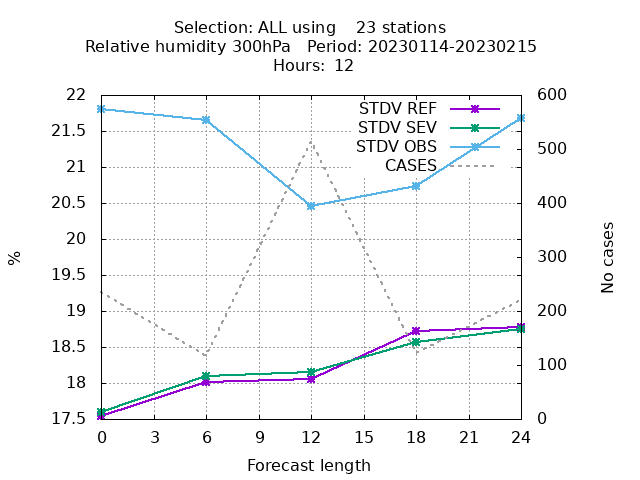 Selection: ALL using    23 stations
Relative humidity 300hPa   Period: 20230114-20230215
Hours:  12
STDV REF
STDV SEV
STDV OBS
CASES
22
21.5
21
20.5
20
19.5
19
18.5
18
17.5
%
600
500
400
300
200
100
0
No cases
0 3 6 9 12 15 18 21 24
Forecast length